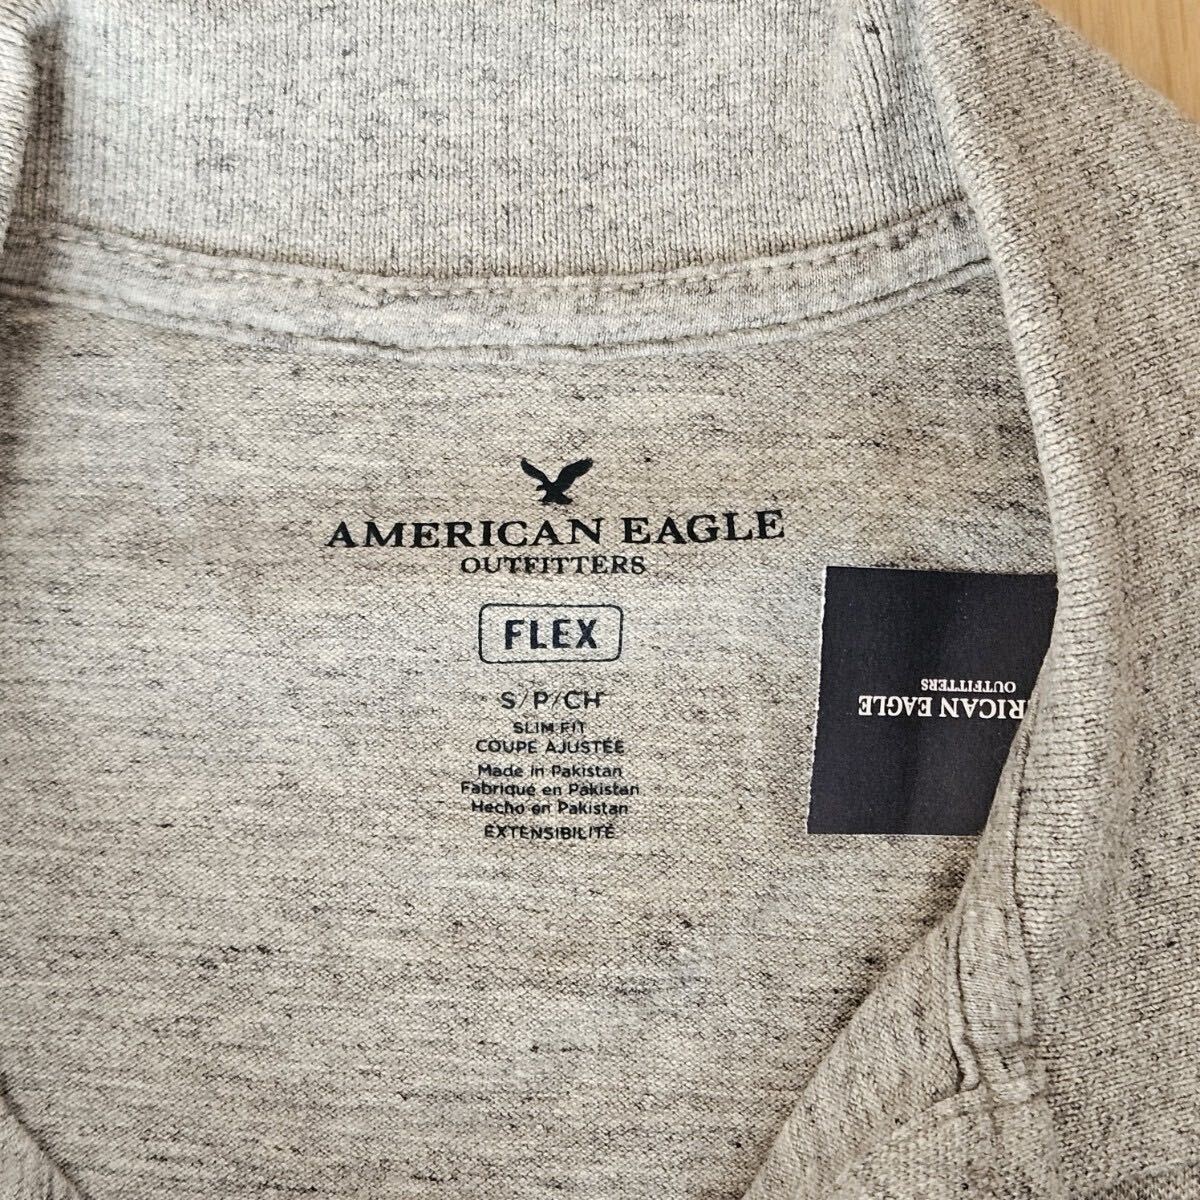 AMERICAN EAGLE
OUTFITTERS
FLEX
S/P/CH
SLIM FIT
COUPE AJUSTÉE
Made in Pakistan
Fabriqué en Pakistan
Hecho en Pakistan
EXTENSIBILITÉ
RICAN EAGLE
OUTFITTERS